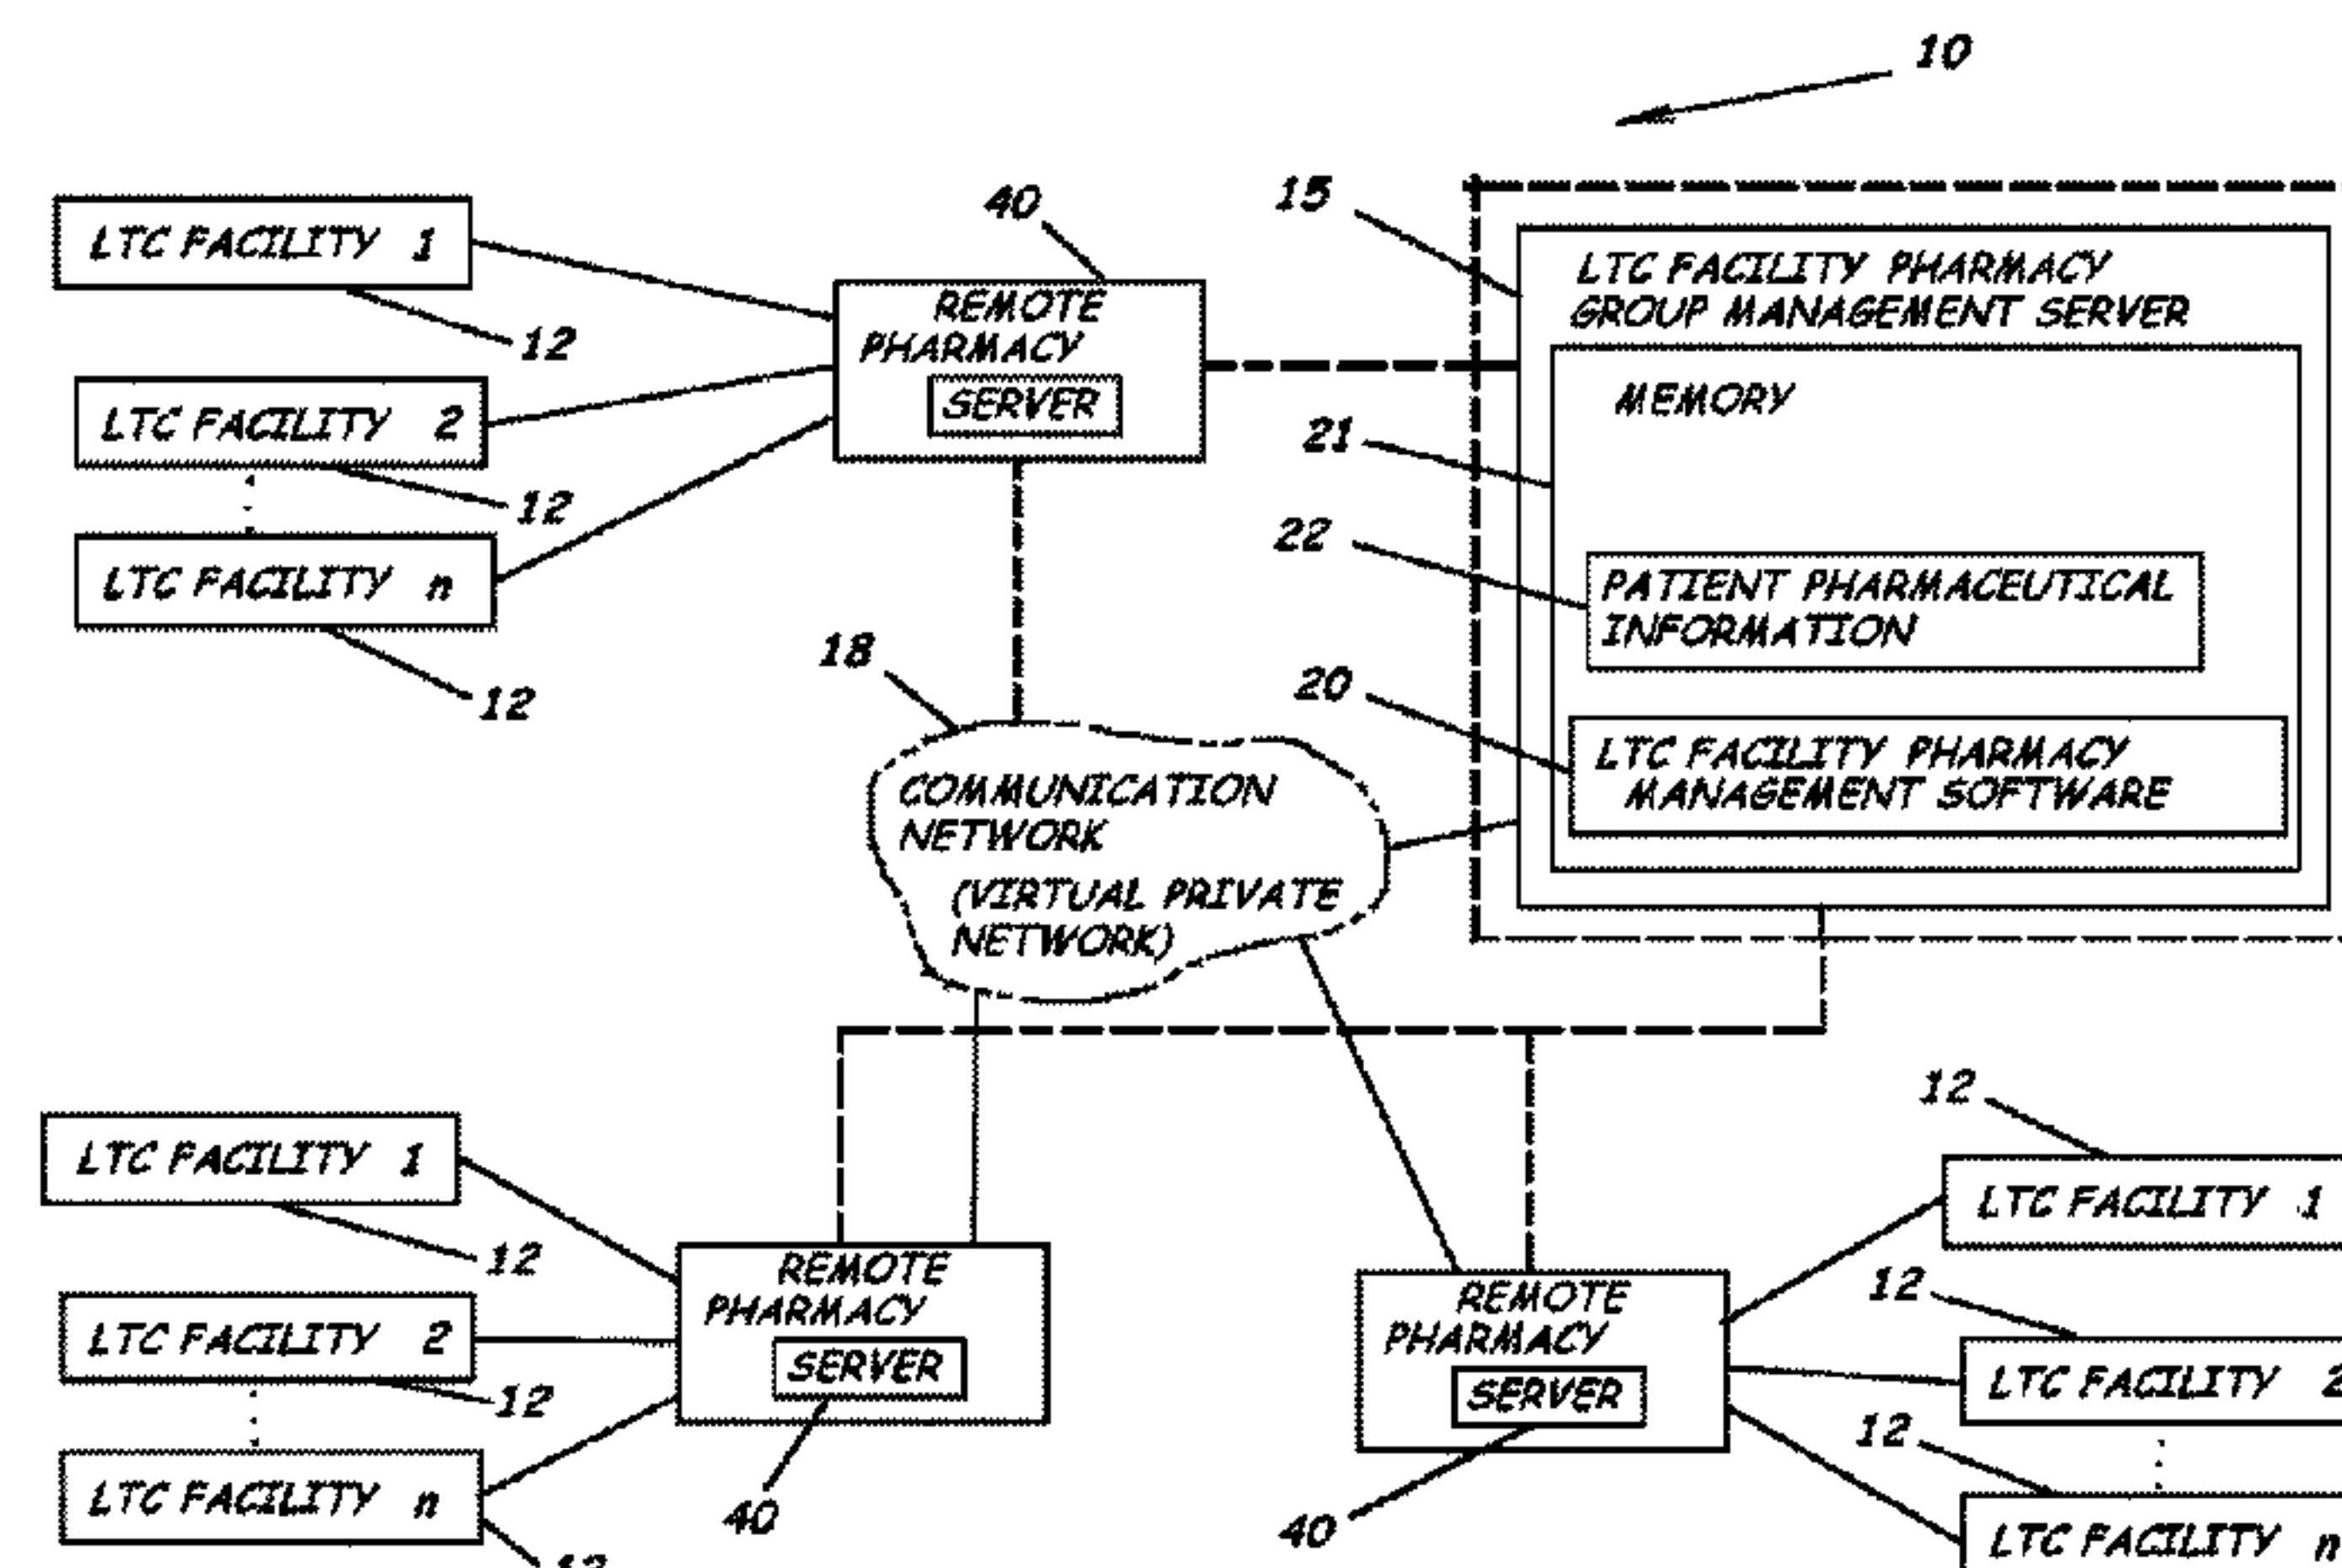 10
15
40
LTC FACILITY 1
12
LTC FACILITY 2
12
LTC FACILITY n
12
REMOTE
PHARMACY
SERVER
LTC FACILITY PHARMACY
GROUP MANAGEMENT SERVER
MEMORY
21
22
PATIENT PHARMACEUTICAL
INFORMATION
20
LTC FACILITY PHARMACY
MANAGEMENT SOFTWARE
18
COMMUNICATION
NETWORK
(VIRTUAL PRIVATE
NETWORK)
LTC FACILITY 1
12
LTC FACILITY 2
12
LTC FACILITY n
12
REMOTE
PHARMACY
SERVER
40
REMOTE
PHARMACY
SERVER
40
12
LTC FACILITY 1
12
LTC FACILITY 2
12
LTC FACILITY n